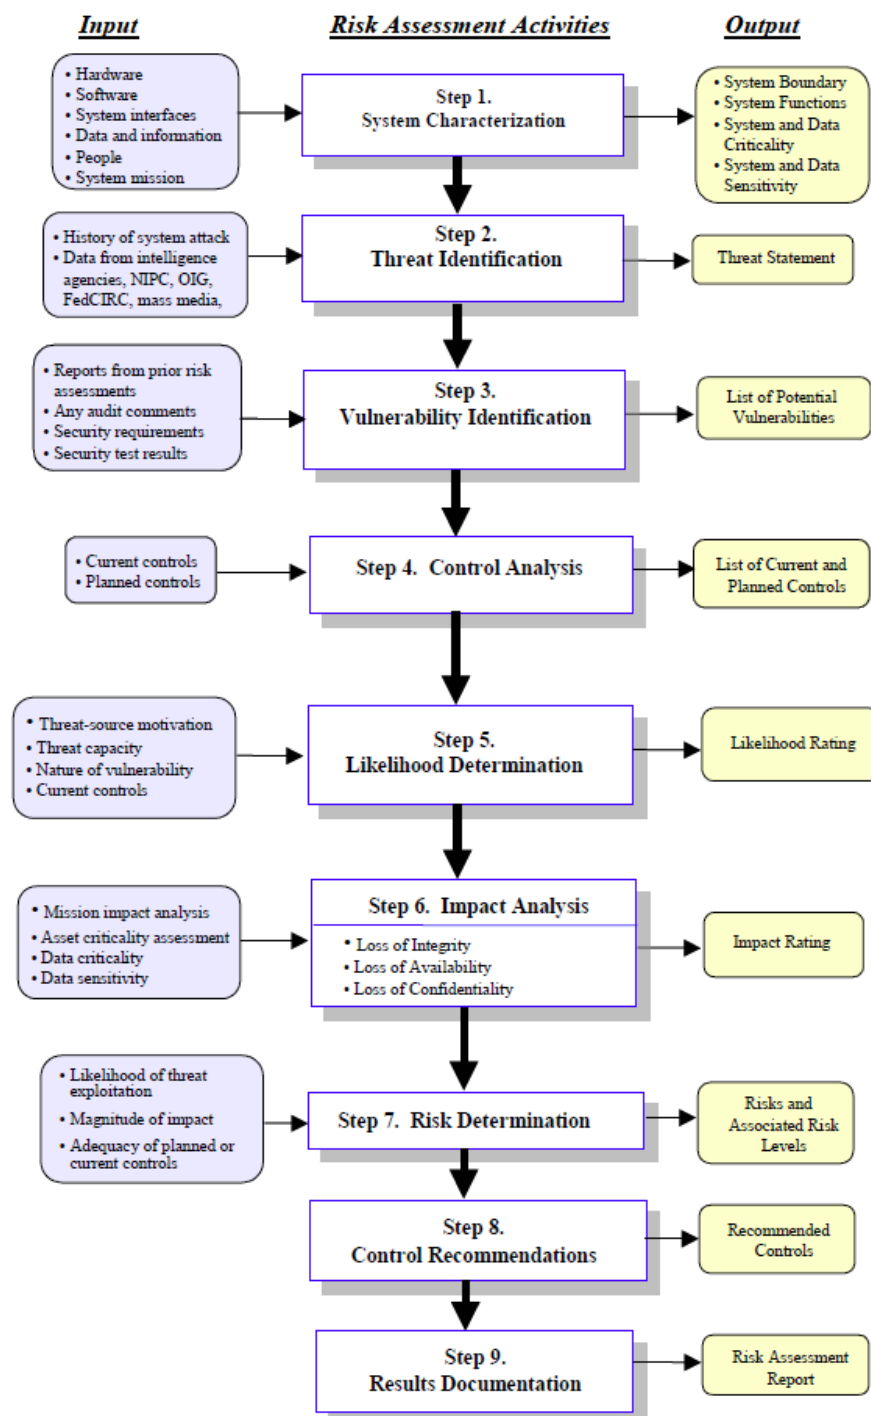 Input
Risk Assessment Activities
Output
• Hardware
• Software
• System interfaces
• Data and information
• People
• System mission
Step 1.
System Characterization
• System Boundary
• System Functions
• System and Data
Criticality
• System and Data
Sensitivity
• History of system attack
• Data from intelligence
agencies, NIPC, OIG,
FedCIRC, mass media,
Step 2.
Threat Identification
Threat Statement
• Reports from prior risk
assessments
• Any audit comments
• Security requirements
• Security test results
Step 3.
Vulnerability Identification
List of Potential
Vulnerabilities
• Current controls
• Planned controls
Step 4. Control Analysis
List of Current and
Planned Controls
• Threat-source motivation
• Threat capacity
• Nature of vulnerability
• Current controls
Step 5.
Likelihood Determination
Likelihood Rating
• Mission impact analysis
• Asset criticality assessment
• Data criticality
• Data sensitivity
Step 6. Impact Analysis
• Loss of Integrity
• Loss of Availability
• Loss of Confidentiality
Impact Rating
• Likelihood of threat
exploitation
• Magnitude of impact
• Adequacy of planned or
current controls
Step 7. Risk Determination
Risks and
Associated Risk
Levels
Step 8.
Control Recommendations
Recommended
Controls
Step 9.
Results Documentation
Risk Assessment
Report